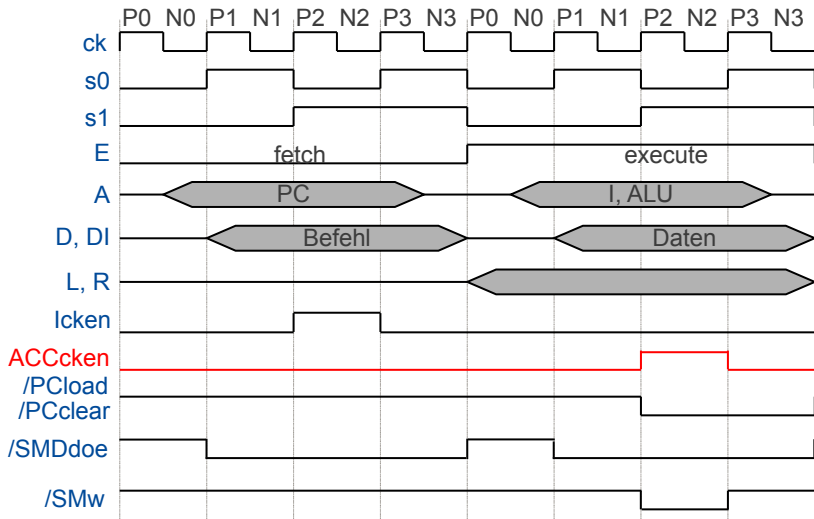 P0 N0 P1 N1 P2 N2 P3 N3 P0 N0 P1 N1 P2 N2 P3 N3
ck
s0
s1
E fetch execute
A PC I, ALU
D, DI Befehl Daten
L, R
Icken
ACCcken
/PCload
/PCclear
/SMDdoe
/SMw